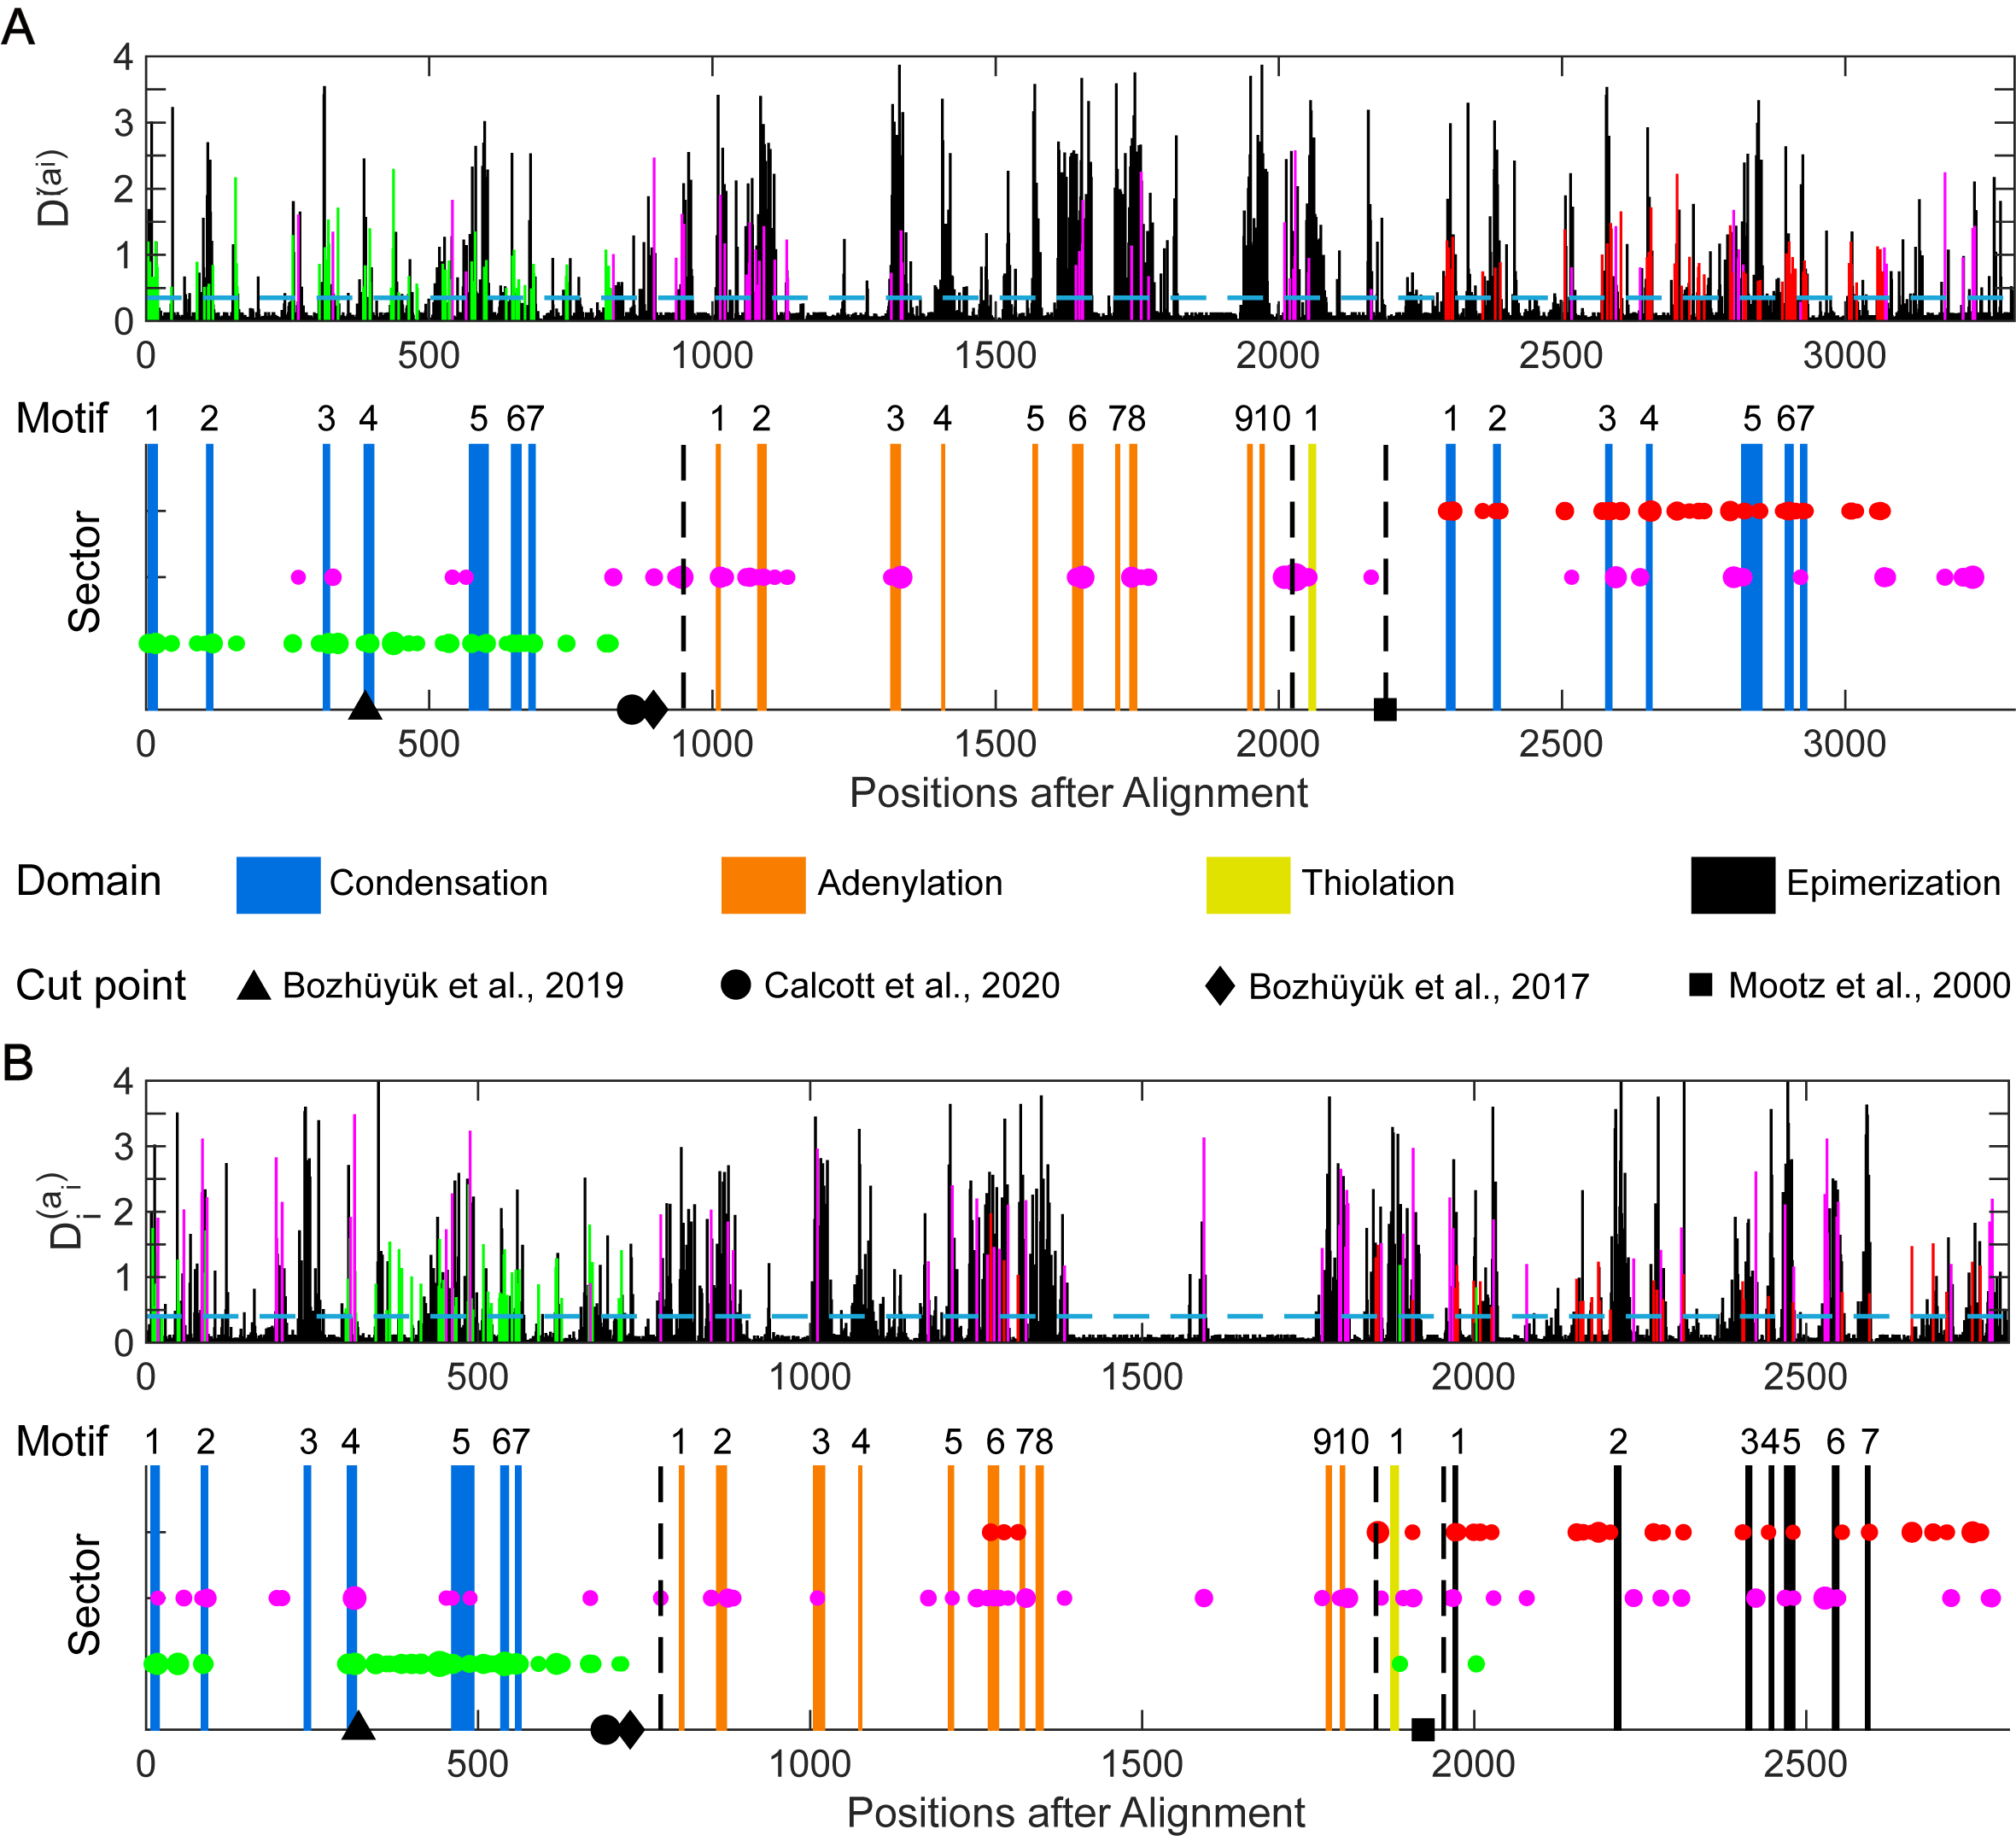 A
4
3
2
1
0
D(ai)
0 500 1000 1500 2000 2500 3000
Motif 1 2 3 4 5 67 1 2 3 4 5 6 78 910 1 1 2 3 4 5 67
Sector
0 500 1000 1500 2000 2500 3000
Positions after Alignment
Domain Condensation Adenylation Thiolation Epimerization
Cut point Bozhüyük et al., 2019 Calcott et al., 2020 Bozhüyük et al., 2017 Mootz et al., 2000
B
4
3
2
1
0
D i (a i )
0 500 1000 1500 2000 2500
Motif 1 2 3 4 5 67 1 2 3 4 5 6 78 910 1 1 2 345 6 7
Sector
0 500 1000 1500 2000 2500
Positions after Alignment